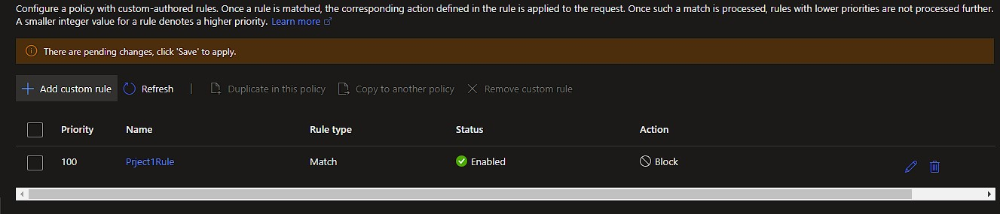 Configure a policy with custom-authored rules. Once a rule is matched, the corresponding action defined in the rule is applied to the request. Once such a match is processed, rules with lower priorities are not processed further.
A smaller integer value for a rule denotes a higher priority. Learn more
There are pending changes, click 'Save' to apply.
Add custom rule Refresh | Duplicate in this policy Copy to another policy Remove custom rule
Priority Name Rule type Status Action
100 Prject1Rule Match Enabled Block